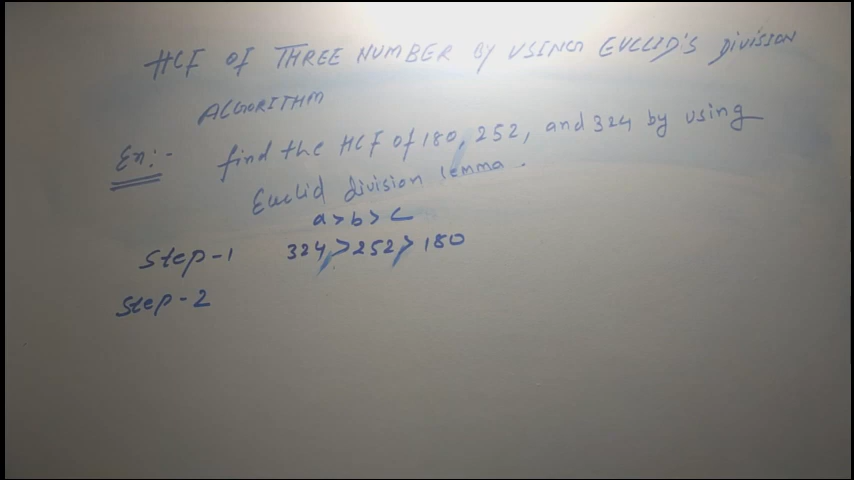 HCF OF THREE NUMBER BY USING EUCLID'S DIVISION
ALGORITHM
Ex:- find the HCF of 180, 252, and 324 by using
Euclid division lemma.
a > b > c
Step-1 324 > 252 > 180
Step-2